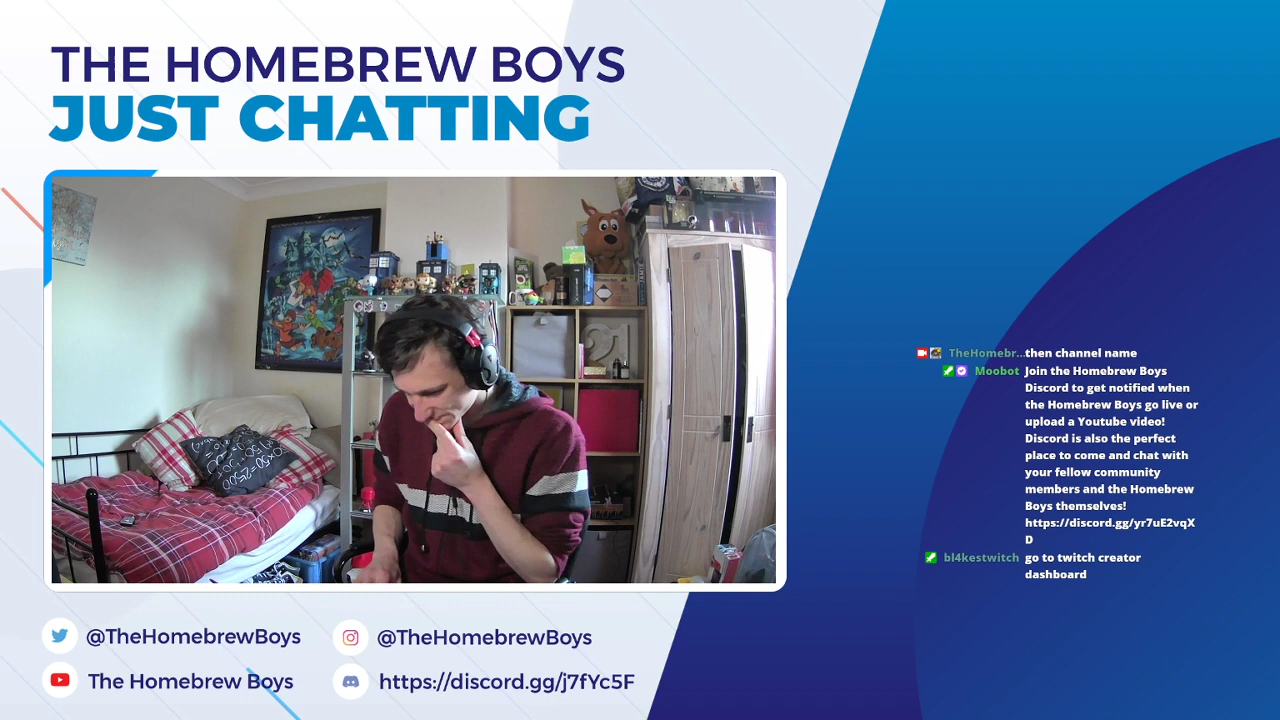 THE HOMEBREW BOYS
JUST CHATTING
TheHomebr... then channel name
Moobot Join the Homebrew Boys
Discord to get notified when
the Homebrew Boys go live or
upload a Youtube video!
Discord is also the perfect
place to come and chat with
your fellow community
members and the Homebrew
Boys themselves!
https://discord.gg/yr7uE2vqX
D
bl4kestwitch go to twitch creator
dashboard
@TheHomebrewBoys
@TheHomebrewBoys
The Homebrew Boys
https://discord.gg/j7fYc5F